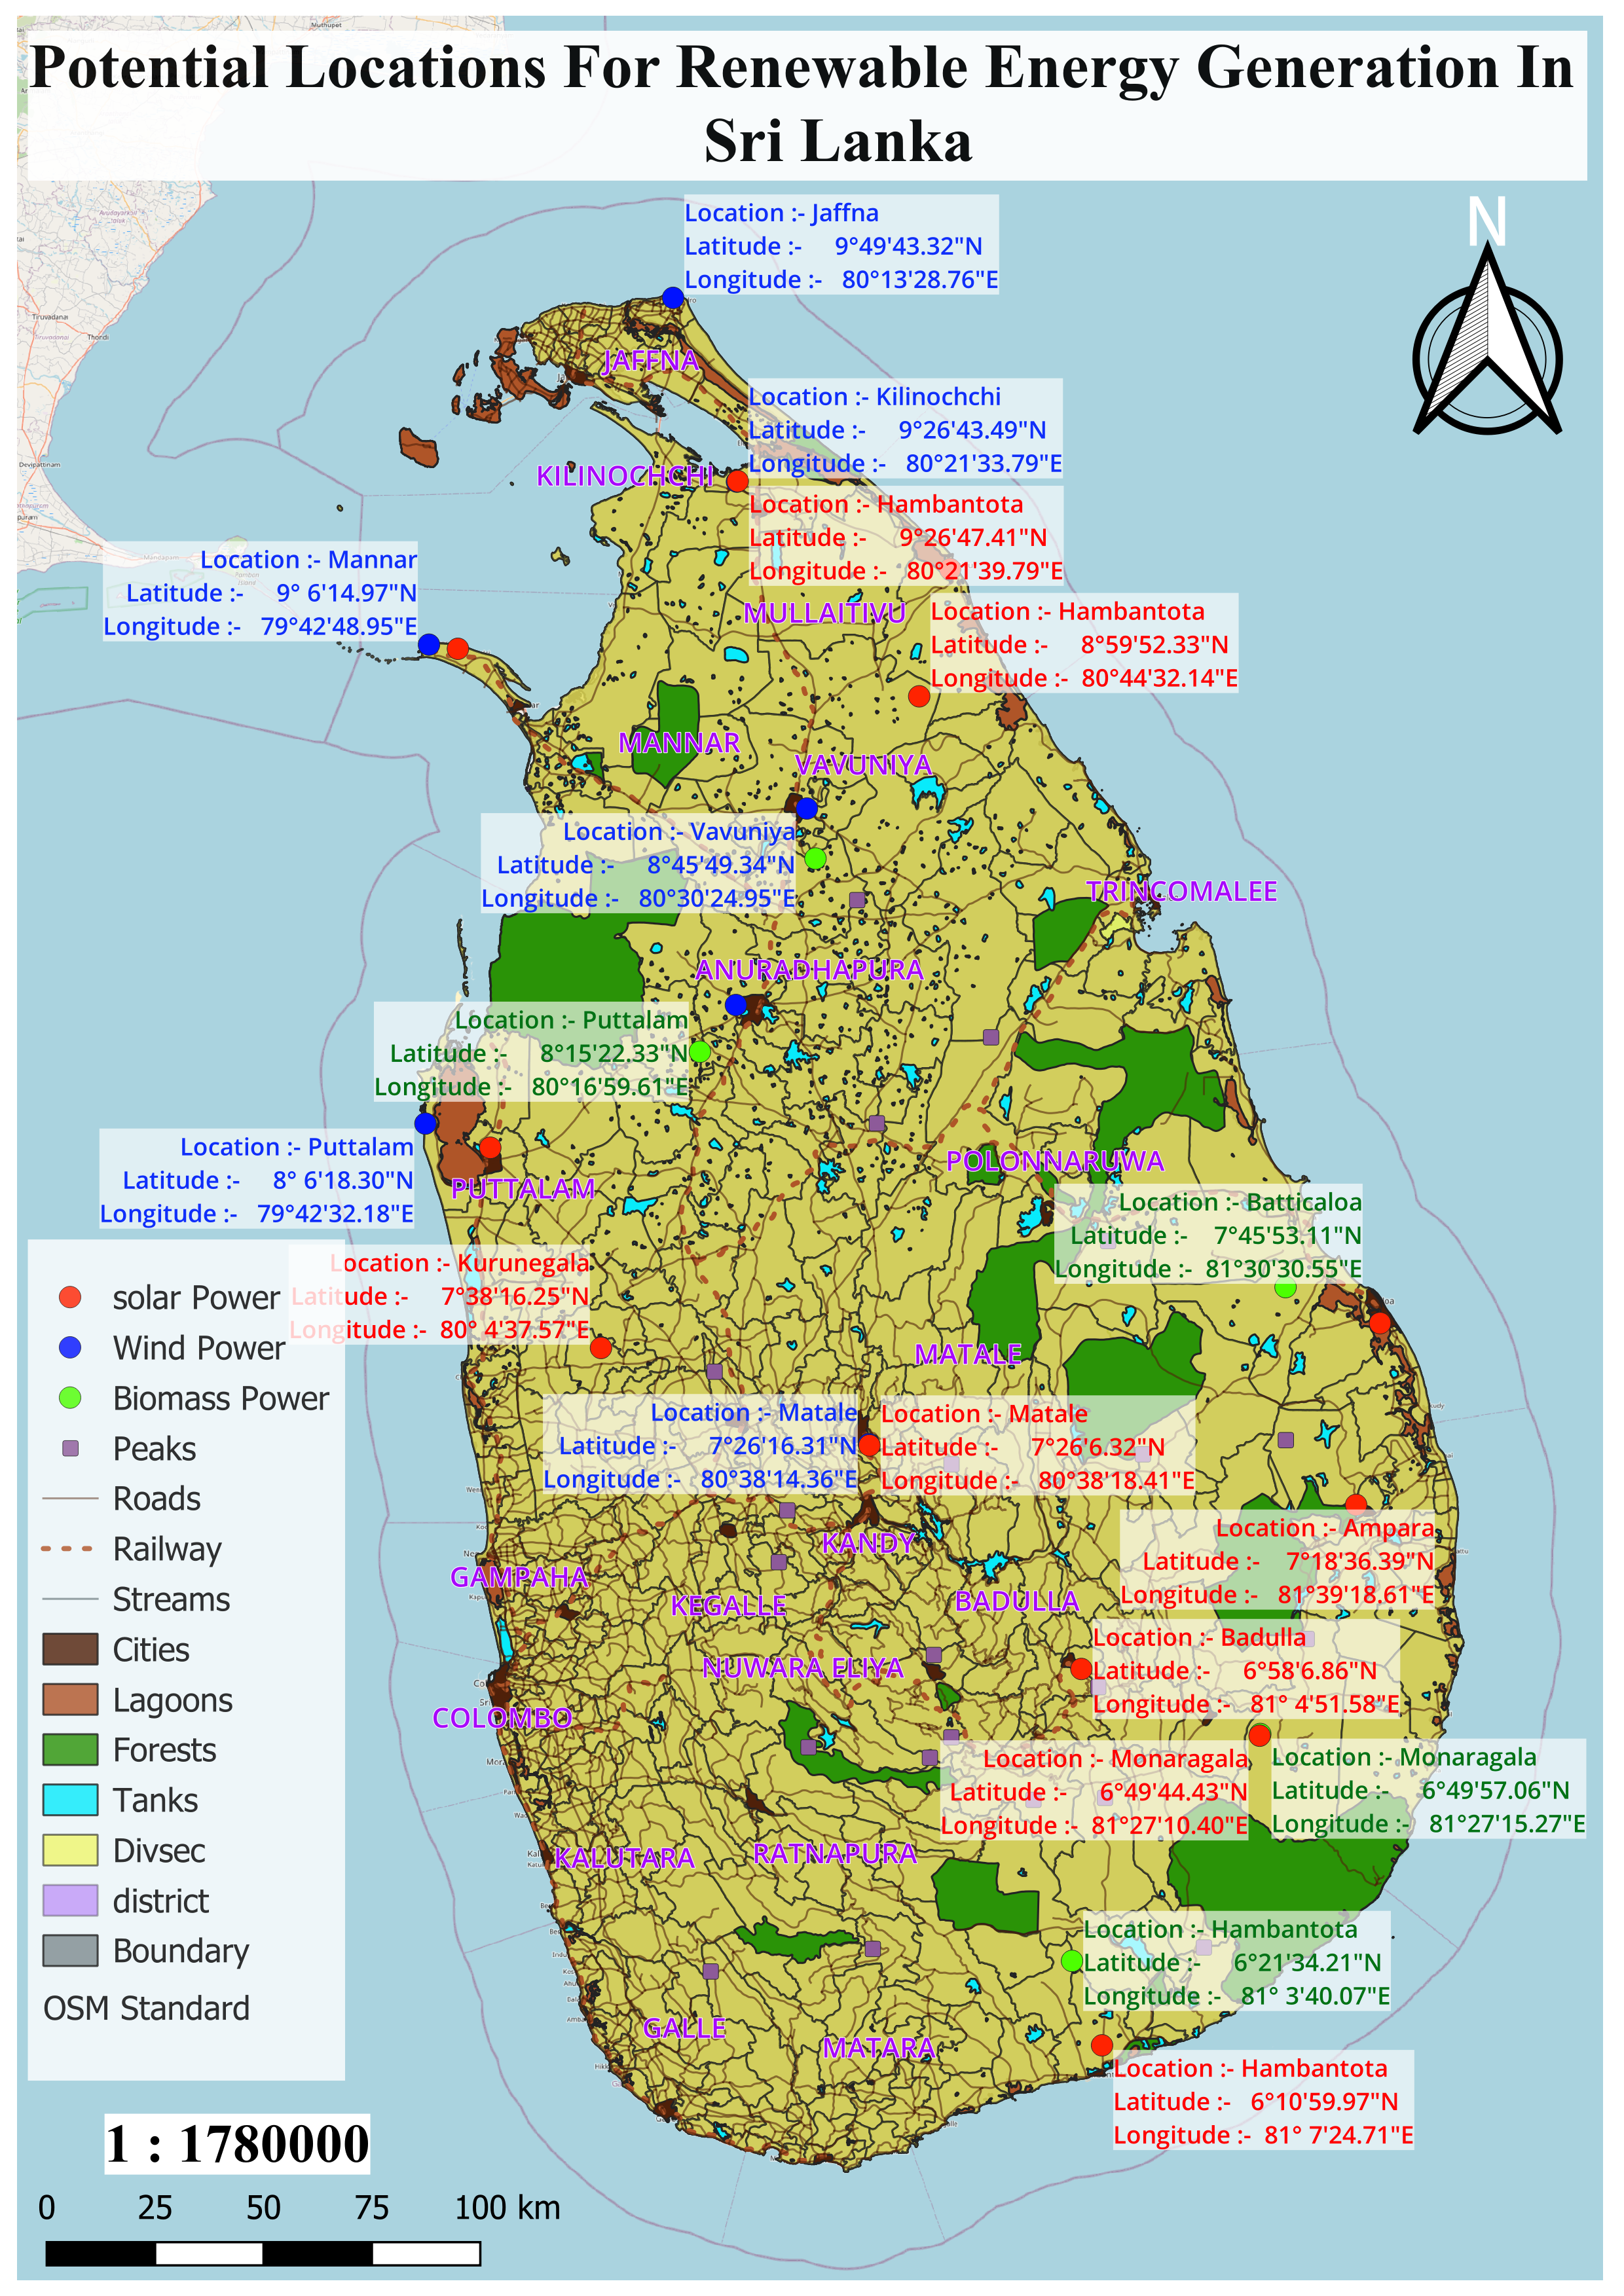 Potential Locations For Renewable Energy Generation In
Sri Lanka
N
Location :- Jaffna
Latitude :- 9°49'43.32"N
Longitude :- 80°13'28.76"E
JAFFNA
Location :- Kilinochchi
Latitude :- 9°26'43.49"N
Longitude :- 80°21'33.79"E
KILINOCHCHI
Location :- Hambantota
Latitude :- 9°26'47.41"N
Longitude :- 80°21'39.79"E
Location :- Mannar
Latitude :- 9° 6'14.97"N
Longitude :- 79°42'48.95"E
MULLAITIVU
Location :- Hambantota
Latitude :- 8°59'52.33"N
Longitude :- 80°44'32.14"E
MANNAR
VAVUNIYA
Location :- Vavuniya
Latitude :- 8°45'49.34"N
Longitude :- 80°30'24.95"E
TRINCOMALEE
ANURADHAPURA
Location :- Puttalam
Latitude :- 8°15'22.33"N
Longitude :- 80°16'59.61"E
Location :- Puttalam
Latitude :- 8° 6'18.30"N
Longitude :- 79°42'32.18"E
PUTTALAM
POLONNARUWA
Location :- Batticaloa
Latitude :- 7°45'53.11"N
Longitude :- 81°30'30.55"E
Location :- Kurunegala
Latitude :- 7°38'16.25"N
Longitude :- 80° 4'37.57"E
MATALE
Location :- Matale
Latitude :- 7°26'16.31"N
Longitude :- 80°38'14.36"E
Location :- Matale
Latitude :- 7°26'6.32"N
Longitude :- 80°38'18.41"E
KANDY
Location :- Ampara
Latitude :- 7°18'36.39"N
Longitude :- 81°39'18.61"E
GAMPAHA
KEGALLE
BADULLA
Location :- Badulla
Latitude :- 6°58'6.86"N
Longitude :- 81° 4'51.58"E
NUWARA ELIYA
COLOMBO
Location :- Monaragala
Latitude :- 6°49'44.43"N
Longitude :- 81°27'10.40"E
Location :- Monaragala
Latitude :- 6°49'57.06"N
Longitude :- 81°27'15.27"E
KALUTARA
RATNAPURA
Location :- Hambantota
Latitude :- 6°21'34.21"N
Longitude :- 81° 3'40.07"E
GALLE
MATARA
Location :- Hambantota
Latitude :- 6°10'59.97"N
Longitude :- 81° 7'24.71"E
solar Power
Wind Power
Biomass Power
Peaks
Roads
Railway
Streams
Cities
Lagoons
Forests
Tanks
Divsec
district
Boundary
OSM Standard
1 : 1780000
0 25 50 75 100 km
Muthupet
Tiruvadanai
Thondi
Devipattinam